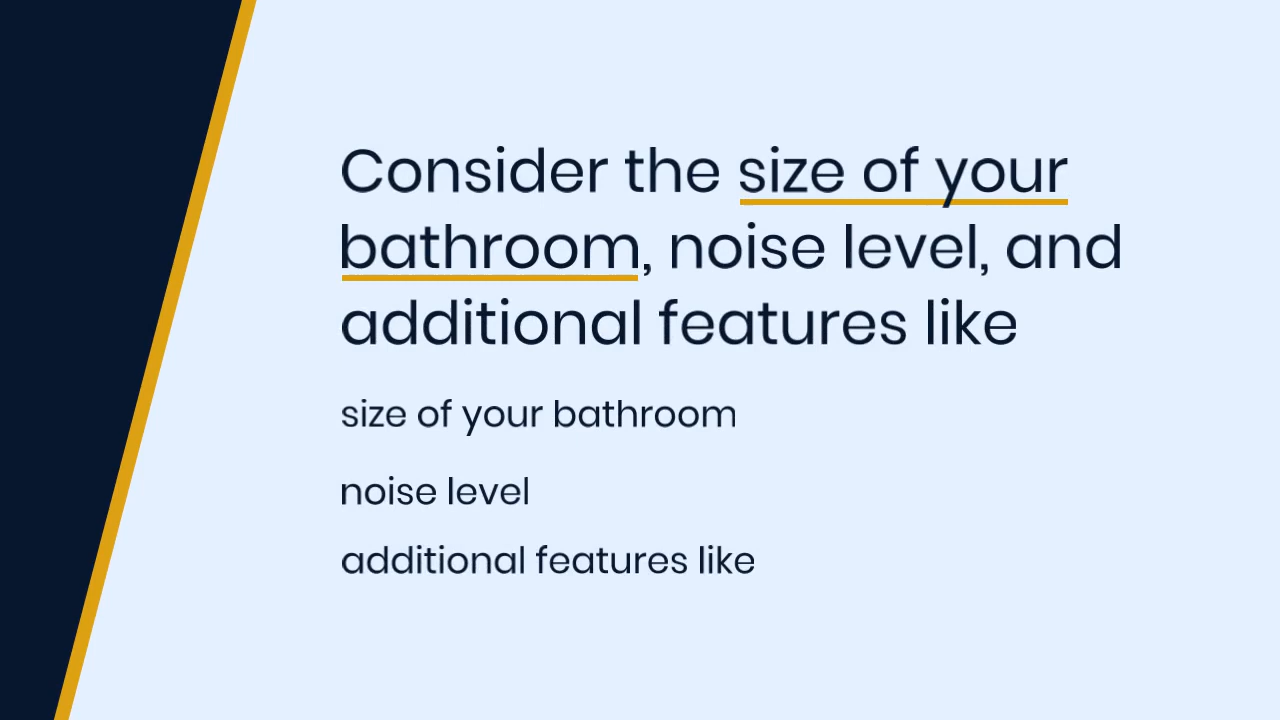 Consider the size of your
bathroom, noise level, and
additional features like
size of your bathroom
noise level
additional features like